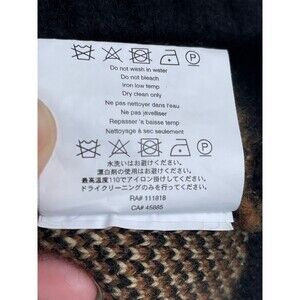 Do not wash in water
Do not bleach
Iron low temp
Dry clean only
Ne pas nettoyer dans l'eau
Ne pas javelliser
Repasser 'a baisse temp
Nettoyage à sec seulement
水洗いはお避けください。
漂白剤の使用はお避けください。
最高温度110でアイロン掛けしてください。
ドライクリーニングのみを行ってください。
RA# 111818
CA# 45885